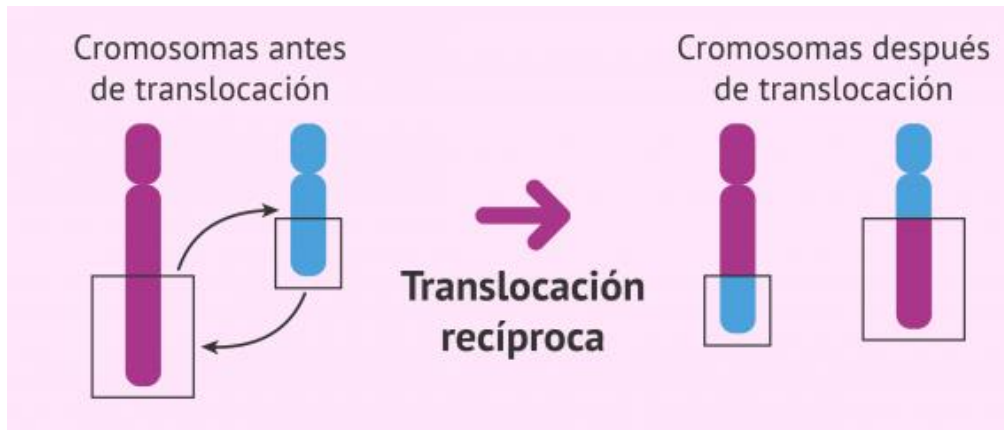 Cromosomas antes
de translocación
Cromosomas después
de translocación
Translocación
recíproca